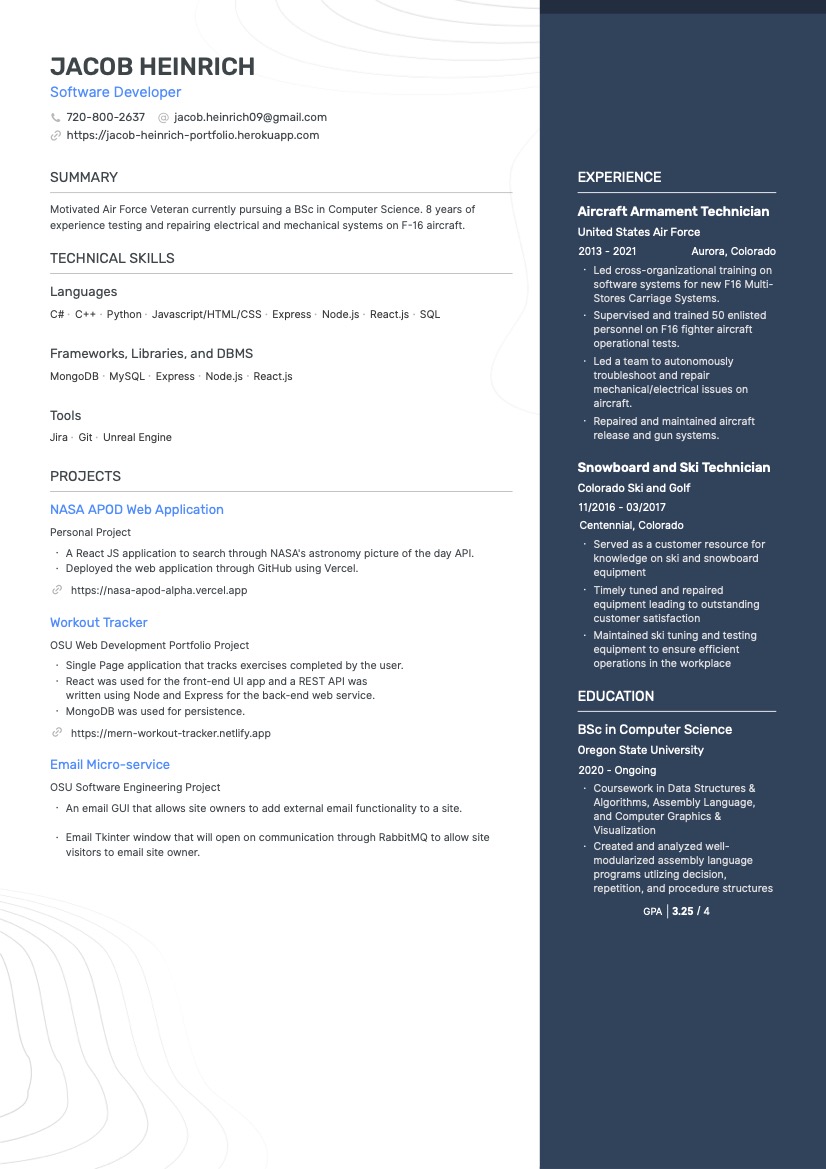 JACOB HEINRICH
Software Developer
720-800-2637 @ jacob.heinrich09@gmail.com
https://jacob-heinrich-portfolio.herokuapp.com
SUMMARY
Motivated Air Force Veteran currently pursuing a BSc in Computer Science. 8 years of
experience testing and repairing electrical and mechanical systems on F-16 aircraft.
TECHNICAL SKILLS
Languages
C# · C++ · Python · Javascript/HTML/CSS · Express · Node.js · React.js · SQL
Frameworks, Libraries, and DBMS
MongoDB · MySQL · Express · Node.js · React.js
Tools
Jira · Git · Unreal Engine
PROJECTS
NASA APOD Web Application
Personal Project
· A React JS application to search through NASA's astronomy picture of the day API.
· Deployed the web application through GitHub using Vercel.
https://nasa-apod-alpha.vercel.app
Workout Tracker
OSU Web Development Portfolio Project
· Single Page application that tracks exercises completed by the user.
· React was used for the front-end UI app and a REST API was
written using Node and Express for the back-end web service.
· MongoDB was used for persistence.
https://mern-workout-tracker.netlify.app
Email Micro-service
OSU Software Engineering Project
· An email GUI that allows site owners to add external email functionality to a site.
· Email Tkinter window that will open on communication through RabbitMQ to allow site
visitors to email site owner.
EXPERIENCE
Aircraft Armament Technician
United States Air Force
2013 - 2021 Aurora, Colorado
· Led cross-organizational training on
software systems for new F16 Multi-
Stores Carriage Systems.
· Supervised and trained 50 enlisted
personnel on F16 fighter aircraft
operational tests.
· Led a team to autonomously
troubleshoot and repair
mechanical/electrical issues on
aircraft.
· Repaired and maintained aircraft
release and gun systems.
Snowboard and Ski Technician
Colorado Ski and Golf
11/2016 - 03/2017
Centennial, Colorado
· Served as a customer resource for
knowledge on ski and snowboard
equipment
· Timely tuned and repaired
equipment leading to outstanding
customer satisfaction
· Maintained ski tuning and testing
equipment to ensure efficient
operations in the workplace
EDUCATION
BSc in Computer Science
Oregon State University
2020 - Ongoing
· Coursework in Data Structures &
Algorithms, Assembly Language,
and Computer Graphics &
Visualization
· Created and analyzed well-
modularized assembly language
programs utlizing decision,
repetition, and procedure structures
GPA | 3.25 / 4